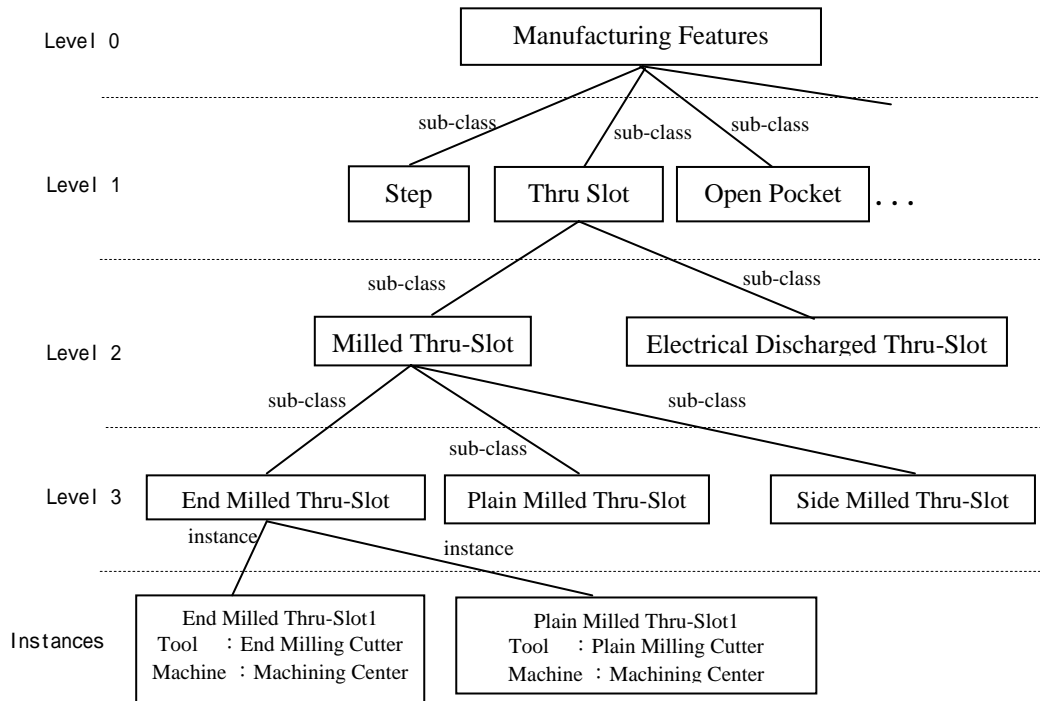 Level 0
Manufacturing Features
sub-class
sub-class
sub-class
Level 1
Step
Thru Slot
Open Pocket
...
sub-class
sub-class
Level 2
Milled Thru-Slot
Electrical Discharged Thru-Slot
sub-class
sub-class
sub-class
Level 3
End Milled Thru-Slot
Plain Milled Thru-Slot
Side Milled Thru-Slot
instance
instance
Instances
End Milled Thru-Slot1
Tool :End Milling Cutter
Machine :Machining Center
Plain Milled Thru-Slot1
Tool :Plain Milling Cutter
Machine :Machining Center